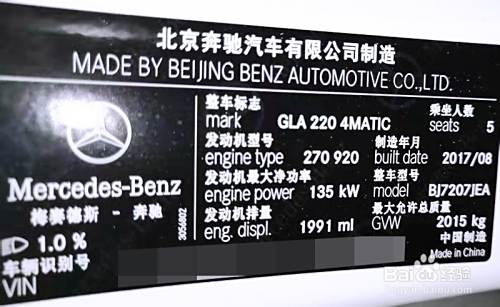 北京奔驰汽车有限公司制造
MADE BY BEIJING BENZ AUTOMOTIVE CO.,LTD.
整车标志 乘坐人数
mark GLA 220 4MATIC seats 5
发动机型号 制造年月
engine type 270 920 built date 2017/08
发动机最大净功率 整车型号
engine power 135 kW model BJ7207JEA
发动机排量 最大允许总质量
eng. displ. 1991 ml GVW 2015 kg
中国制造
Made in China
Mercedes-Benz
梅赛德斯 - 奔驰
1.0 %
3056802
车辆识别号
VIN
Bai 经验